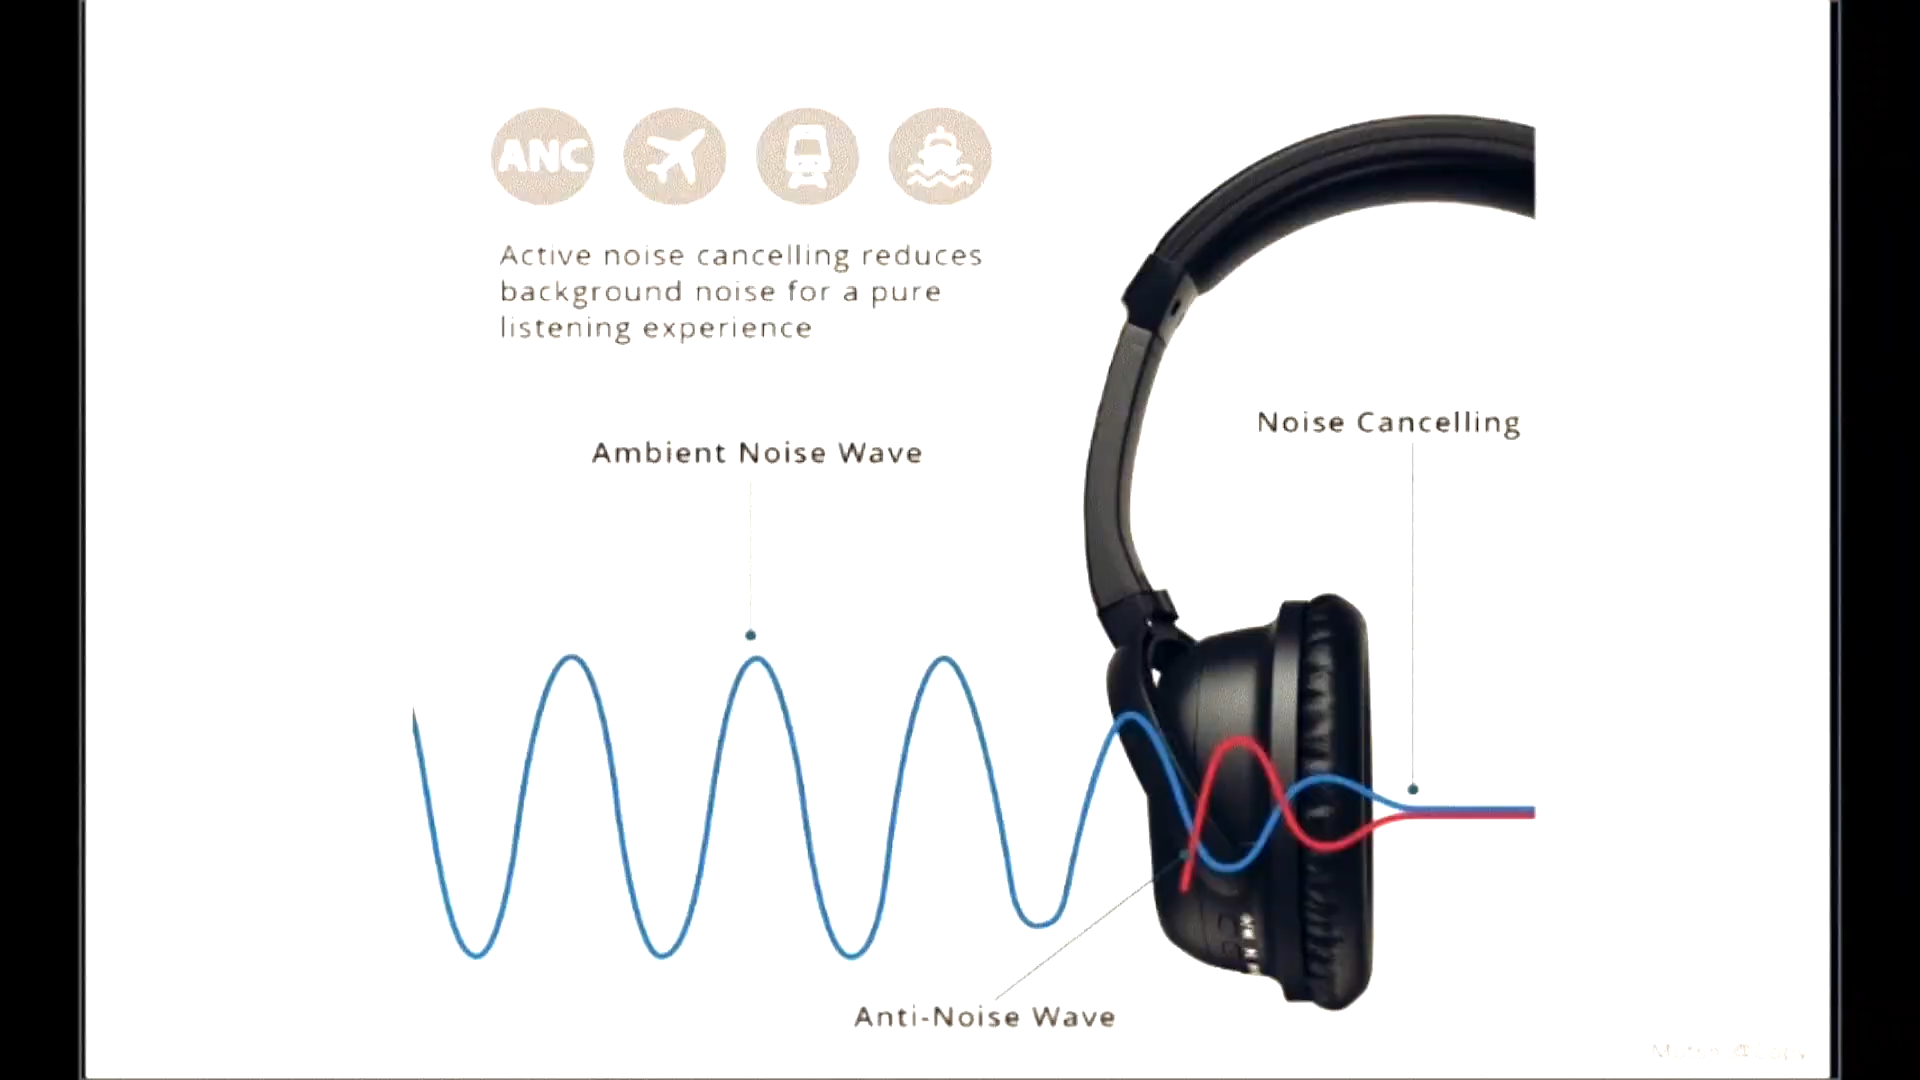 ANC
Active noise cancelling reduces
background noise for a pure
listening experience
Noise Cancelling
Ambient Noise Wave
Anti-Noise Wave